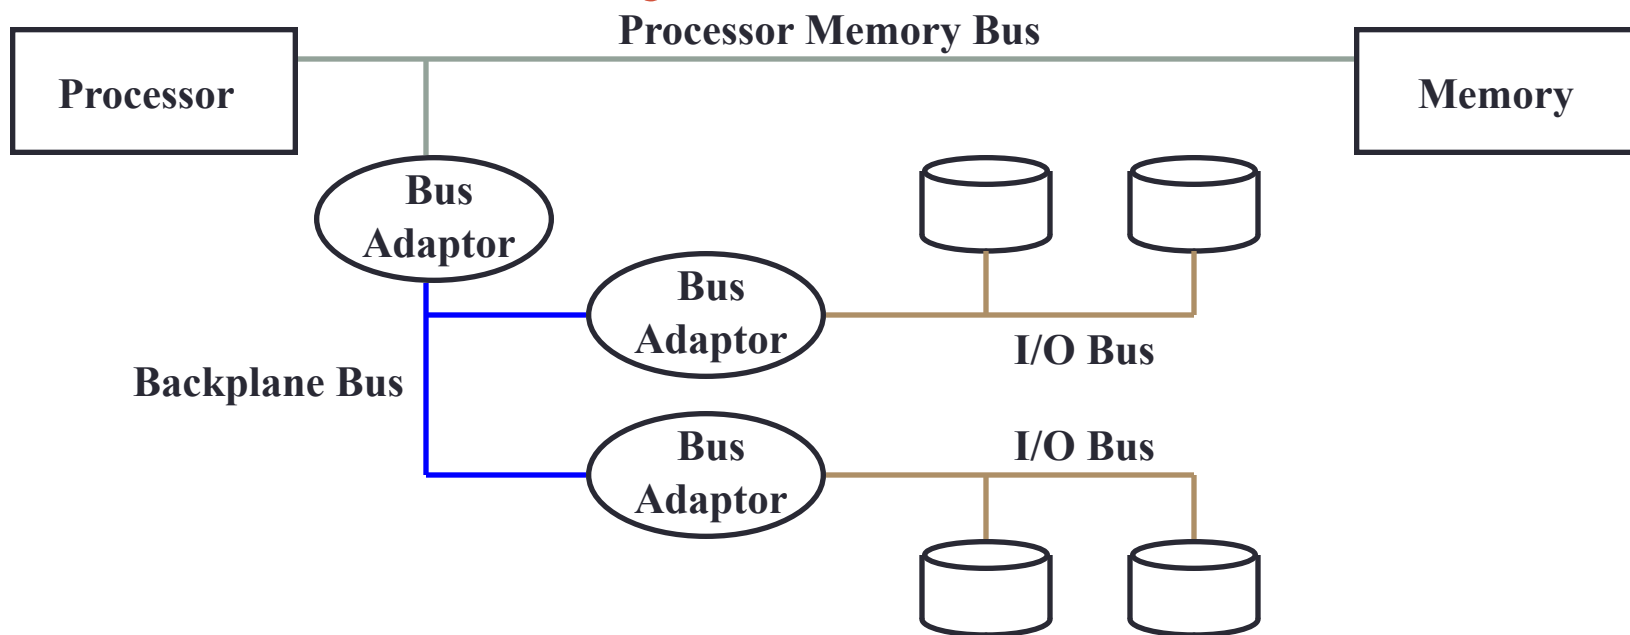 Processor Memory Bus
Processor
Memory
Bus
Adaptor
Bus
Adaptor
I/O Bus
Backplane Bus
Bus
Adaptor
I/O Bus